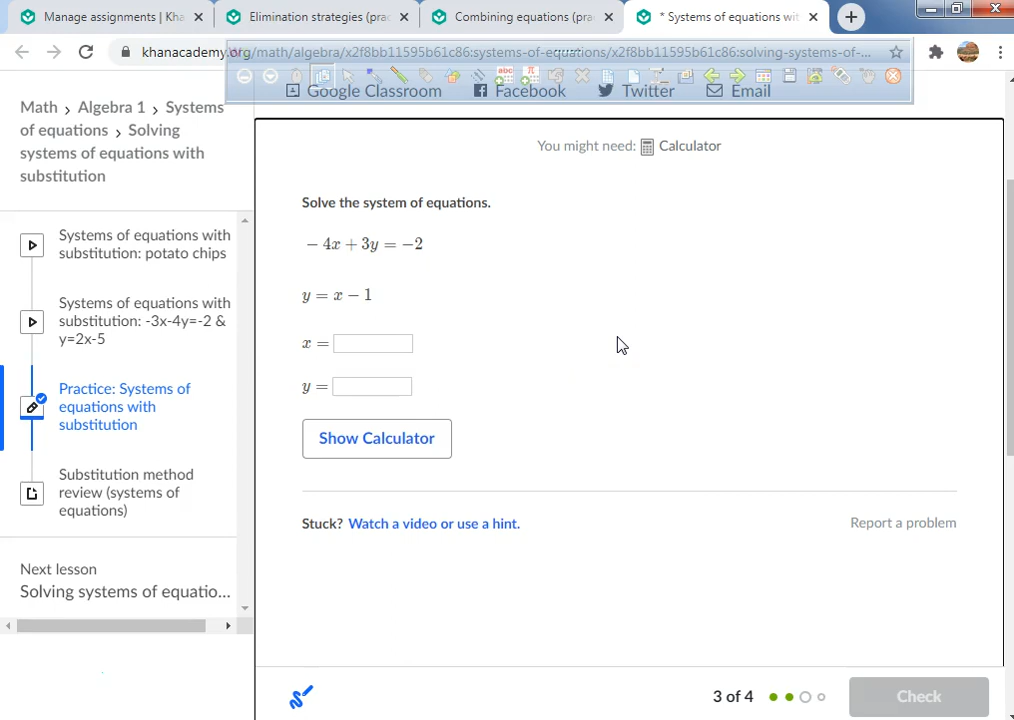 Manage assignments | Kha
Elimination strategies (prac
Combining equations (prac
* Systems of equations wit
khanacademy.org/math/algebra/x2f8bb11595b61c86:systems-of-equations/x2f8bb11595b61c86:solving-systems-of-...
Google Classroom
Facebook
Twitter
Email
Math › Algebra 1 › Systems
of equations › Solving
systems of equations with
substitution
Systems of equations with
substitution: potato chips
Systems of equations with
substitution: -3x-4y=-2 &
y=2x-5
Practice: Systems of
equations with
substitution
Substitution method
review (systems of
equations)
Next lesson
Solving systems of equatio...
You might need: Calculator
Solve the system of equations.
− 4x + 3y = −2
y = x − 1
x =
y =
Show Calculator
Stuck? Watch a video or use a hint.
Report a problem
3 of 4
Check